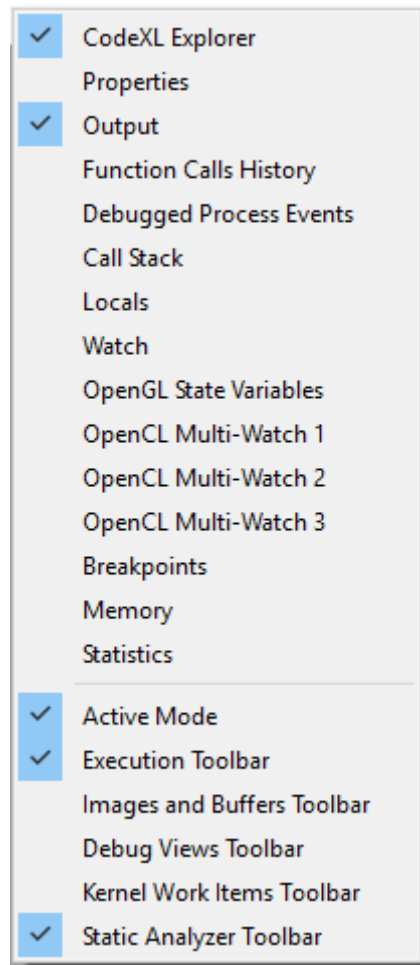 CodeXL Explorer
Properties
Output
Function Calls History
Debugged Process Events
Call Stack
Locals
Watch
OpenGL State Variables
OpenCL Multi-Watch 1
OpenCL Multi-Watch 2
OpenCL Multi-Watch 3
Breakpoints
Memory
Statistics
Active Mode
Execution Toolbar
Images and Buffers Toolbar
Debug Views Toolbar
Kernel Work Items Toolbar
Static Analyzer Toolbar